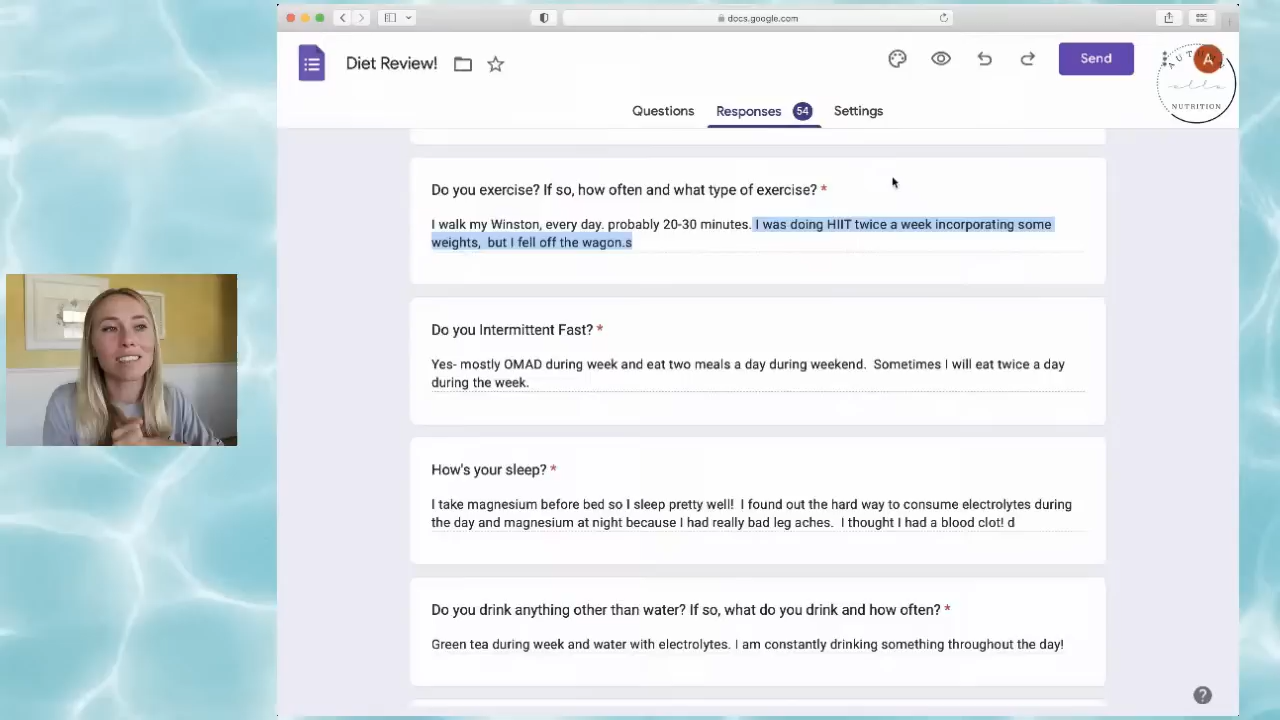 docs.google.com
Diet Review!
Send
A
AUTHE
ella
NUTRITION
Questions
Responses 54
Settings
Do you exercise? If so, how often and what type of exercise? *
I walk my Winston, every day. probably 20-30 minutes. I was doing HIIT twice a week incorporating some
weights,  but I fell off the wagon.s
Do you Intermittent Fast? *
Yes- mostly OMAD during week and eat two meals a day during weekend.  Sometimes I will eat twice a day
during the week.
How's your sleep? *
I take magnesium before bed so I sleep pretty well!  I found out the hard way to consume electrolytes during
the day and magnesium at night because I had really bad leg aches.  I thought I had a blood clot! d
Do you drink anything other than water? If so, what do you drink and how often? *
Green tea during week and water with electrolytes. I am constantly drinking something throughout the day!